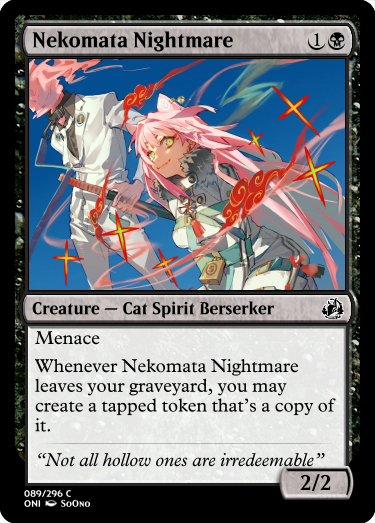 Nekomata Nightmare 1
Creature — Cat Spirit Berserker
Menace
Whenever Nekomata Nightmare
leaves your graveyard, you may
create a tapped token that's a copy of
it.
“Not all hollow ones are irredeemable”
2/2
089/296 C
ONI SoOno